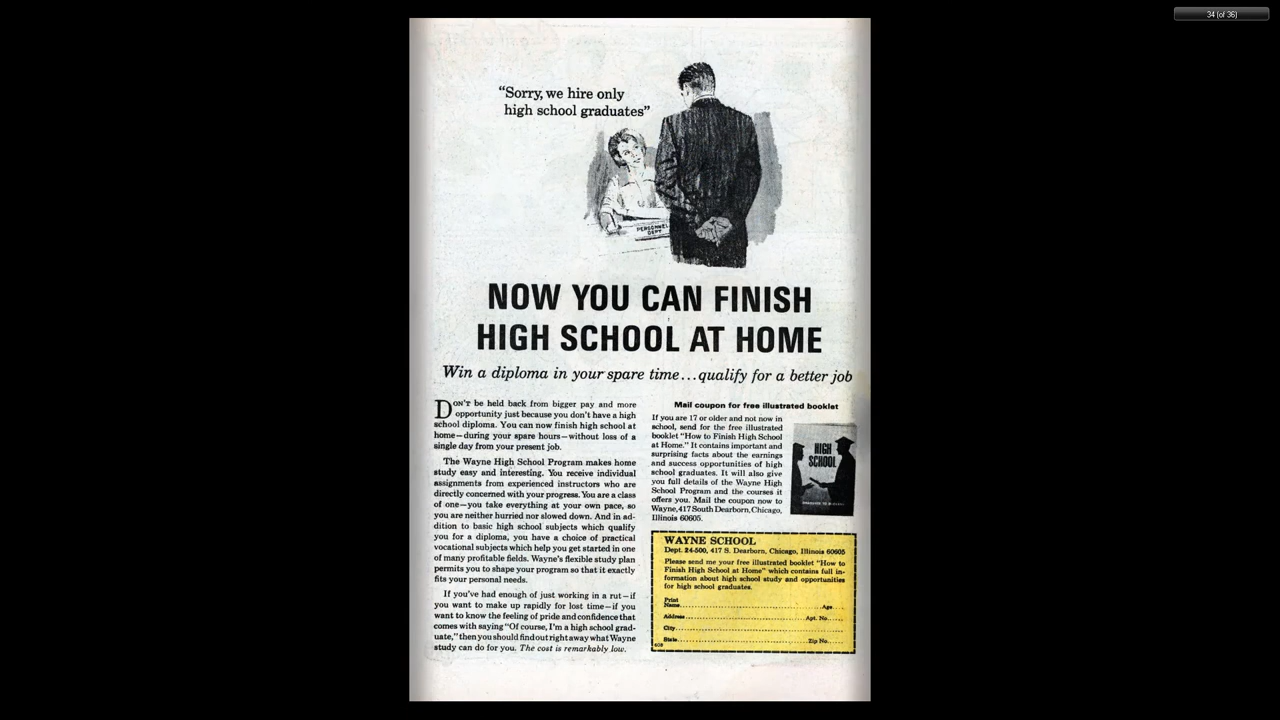 34 (of 36)
"Sorry, we hire only
high school graduates"
PERSONNEL
DEPT
NOW YOU CAN FINISH
HIGH SCHOOL AT HOME
Win a diploma in your spare time...qualify for a better job
DON'T be held back from bigger pay and more
opportunity just because you don't have a high
school diploma. You can now finish high school at
home—during your spare hours—without loss of a
single day from your present job.
The Wayne High School Program makes home
study easy and interesting. You receive individual
assignments from experienced instructors who are
directly concerned with your progress. You are a class
of one—you take everything at your own pace, so
you are neither hurried nor slowed down. And in ad-
dition to basic high school subjects which qualify
you for a diploma, you have a choice of practical
vocational subjects which help you get started in one
of many profitable fields. Wayne's flexible study plan
permits you to shape your program so that it exactly
fits your personal needs.
If you've had enough of just working in a rut—if
you want to make up rapidly for lost time—if you
want to know the feeling of pride and confidence that
comes with saying "Of course, I'm a high school grad-
uate," then you should find out right away what Wayne
study can do for you. The cost is remarkably low.
Mail coupon for free illustrated booklet
If you are 17 or older and not now in
school, send for the free illustrated
booklet "How to Finish High School
at Home." It contains important and
surprising facts about the earnings
and success opportunities of high
school graduates. It will also give
you full details of the Wayne High
School Program and the courses it
offers you. Mail the coupon now to
Wayne, 417 South Dearborn, Chicago,
Illinois 60605.
HIGH
SCHOOL
WAYNE SCHOOL
Dept. 24-500, 417 S. Dearborn, Chicago, Illinois 60605
Please send me your free illustrated booklet "How to
Finish High School at Home" which contains full in-
formation about high school study and opportunities
for high school graduates.
Print
Name..........Age....
Address..........Apt. No.....
City..........
State..........Zip No.....